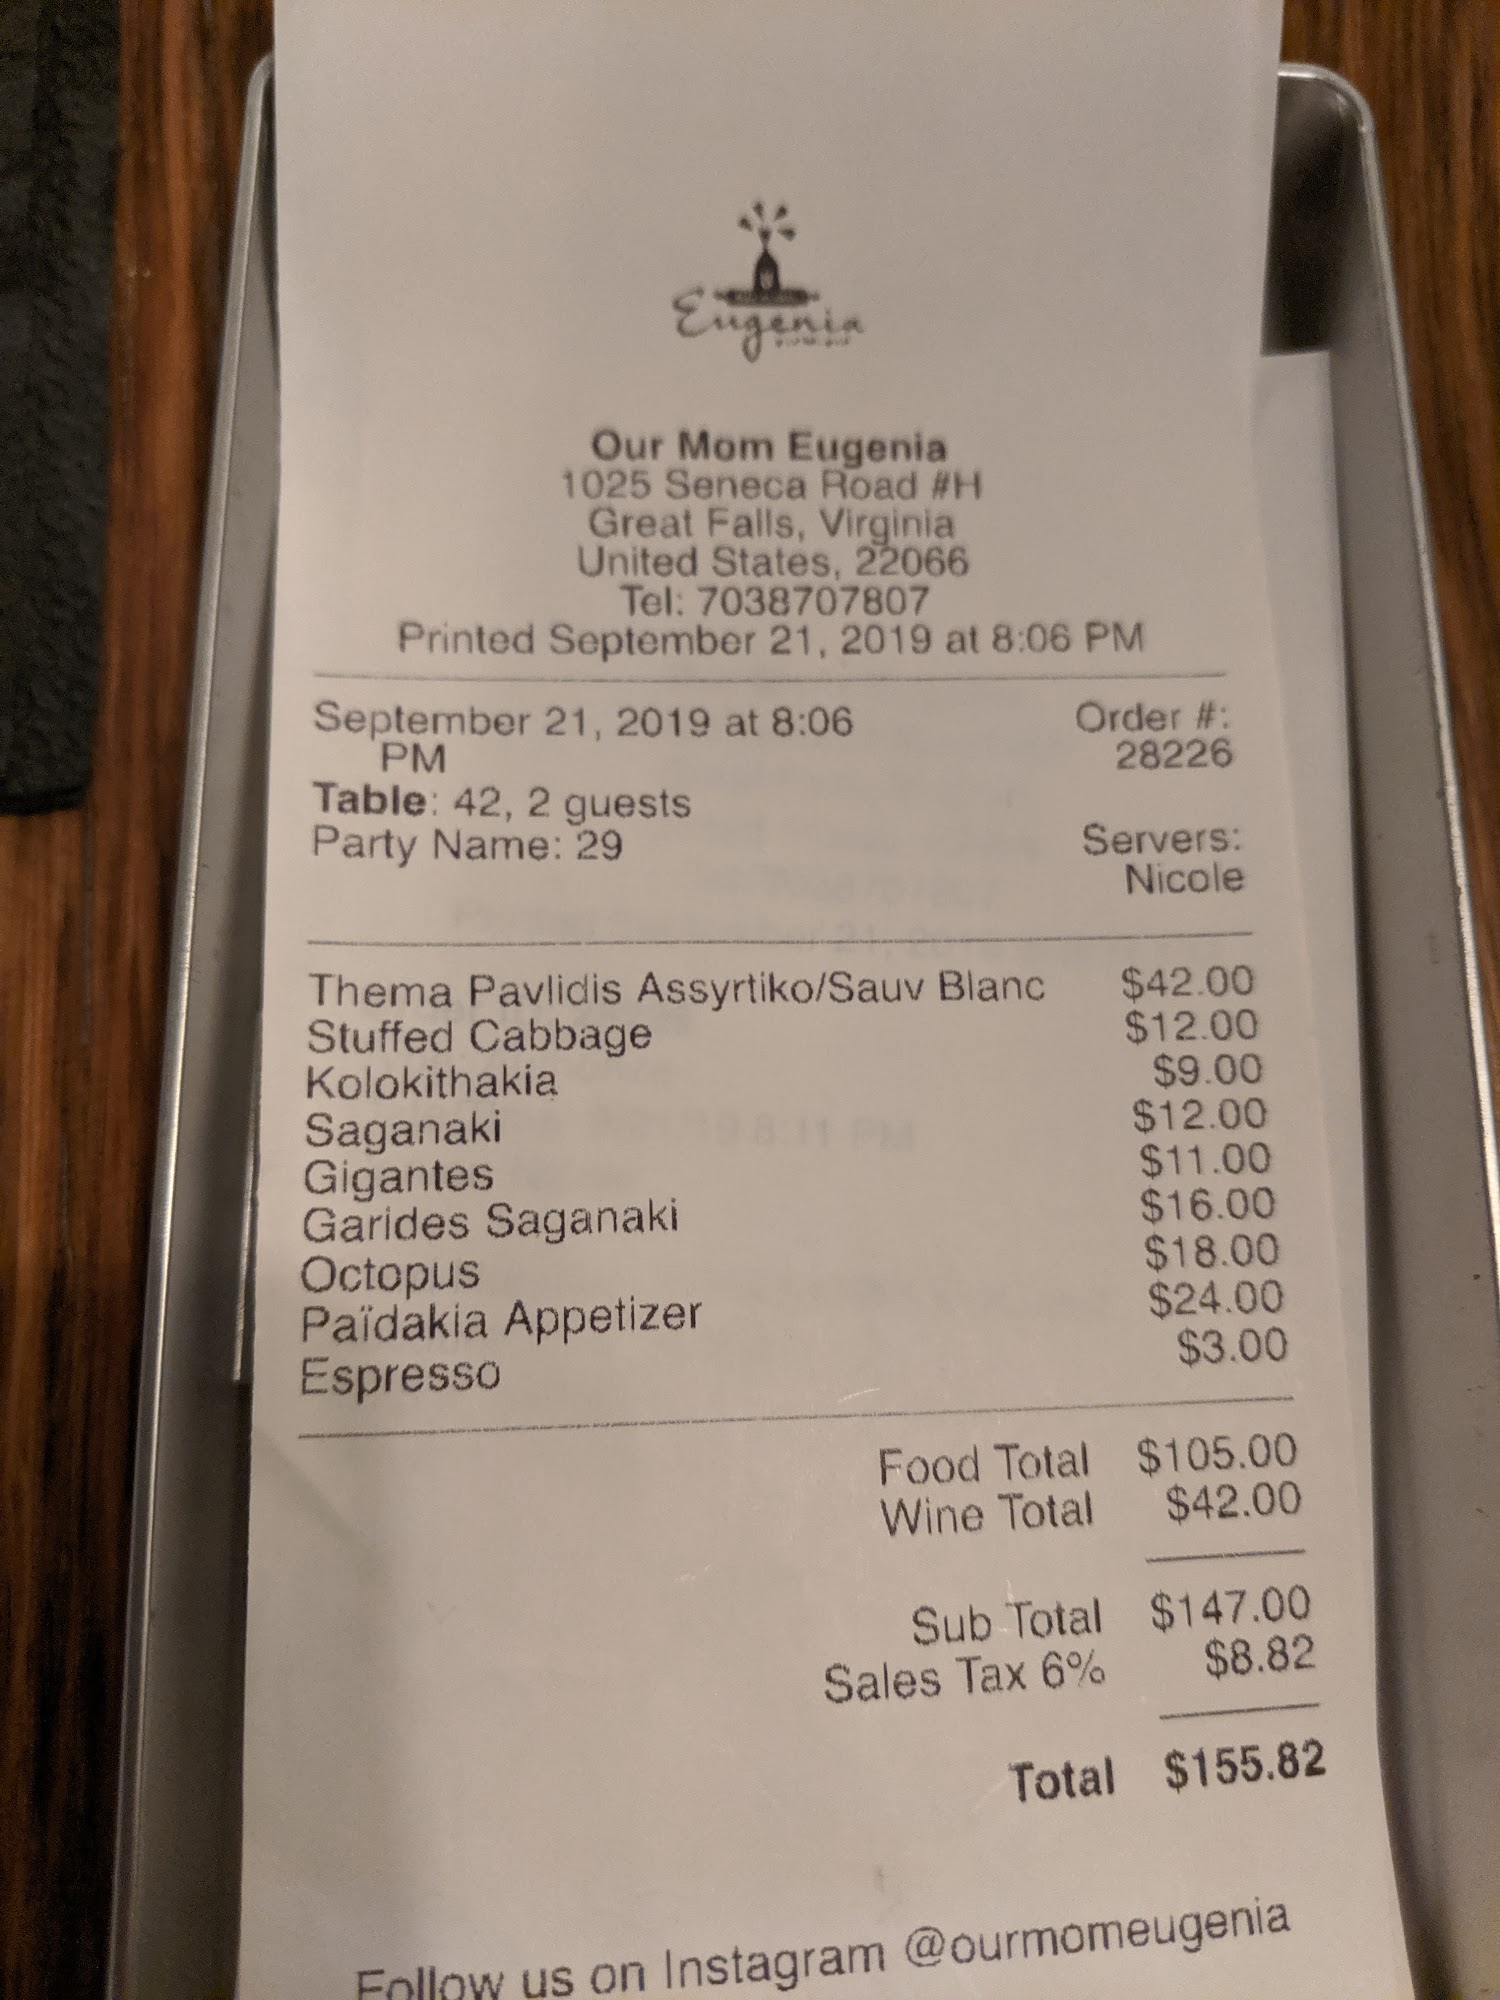 Eugenia
Our Mom Eugenia
1025 Seneca Road #H
Great Falls, Virginia
United States, 22066
Tel: 7038707807
Printed September 21, 2019 at 8:06 PM
September 21, 2019 at 8:06 PM
Order #: 28226
Table: 42, 2 guests
Party Name: 29
Servers: Nicole
Thema Pavlidis Assyrtiko/Sauv Blanc $42.00
Stuffed Cabbage $12.00
Kolokithakia $9.00
Saganaki $12.00
Gigantes $11.00
Garides Saganaki $16.00
Octopus $18.00
Païdakia Appetizer $24.00
Espresso $3.00
Food Total $105.00
Wine Total $42.00
Sub Total $147.00
Sales Tax 6% $8.82
Total $155.82
Follow us on Instagram @ourmomeugenia